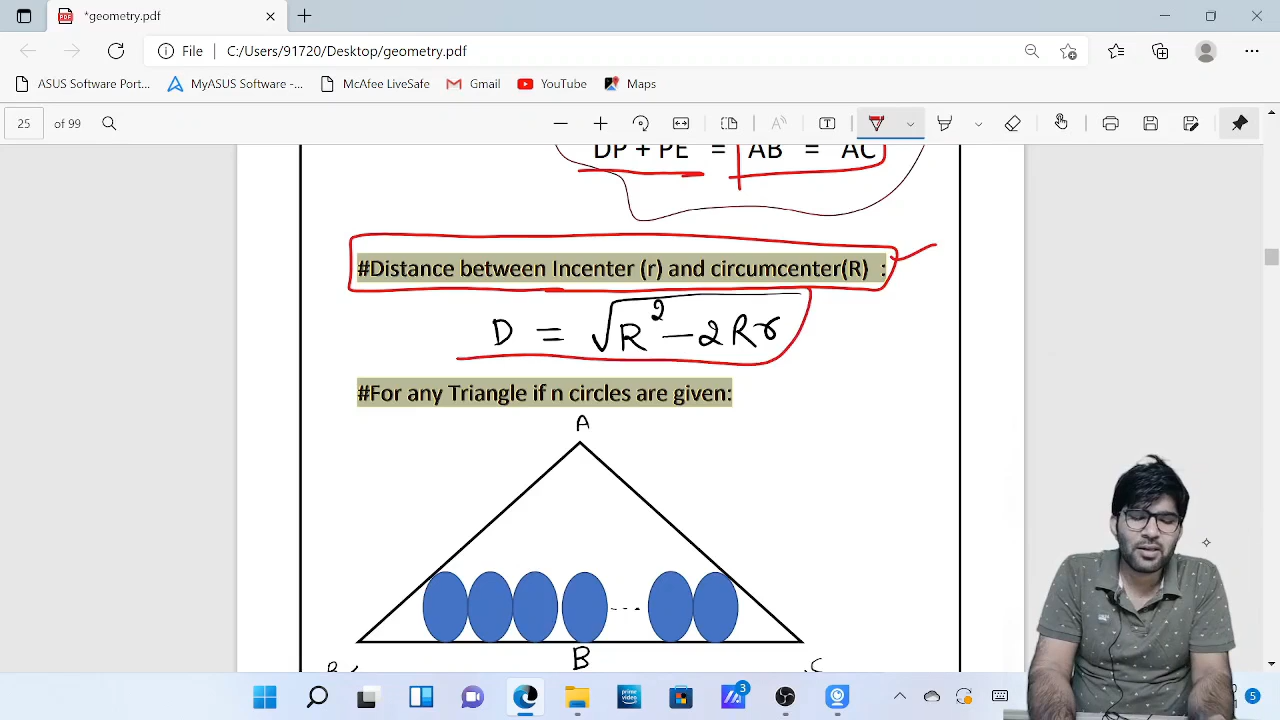 *geometry.pdf
File C:/Users/91720/Desktop/geometry.pdf
ASUS Software Port... MyASUS Software -... McAfee LiveSafe Gmail YouTube Maps
25 of 99
DP + PE = AB = AC
#Distance between Incenter (r) and circumcenter(R) :
D = √R² – 2Rr
#For any Triangle if n circles are given:
A
B
C
3
5